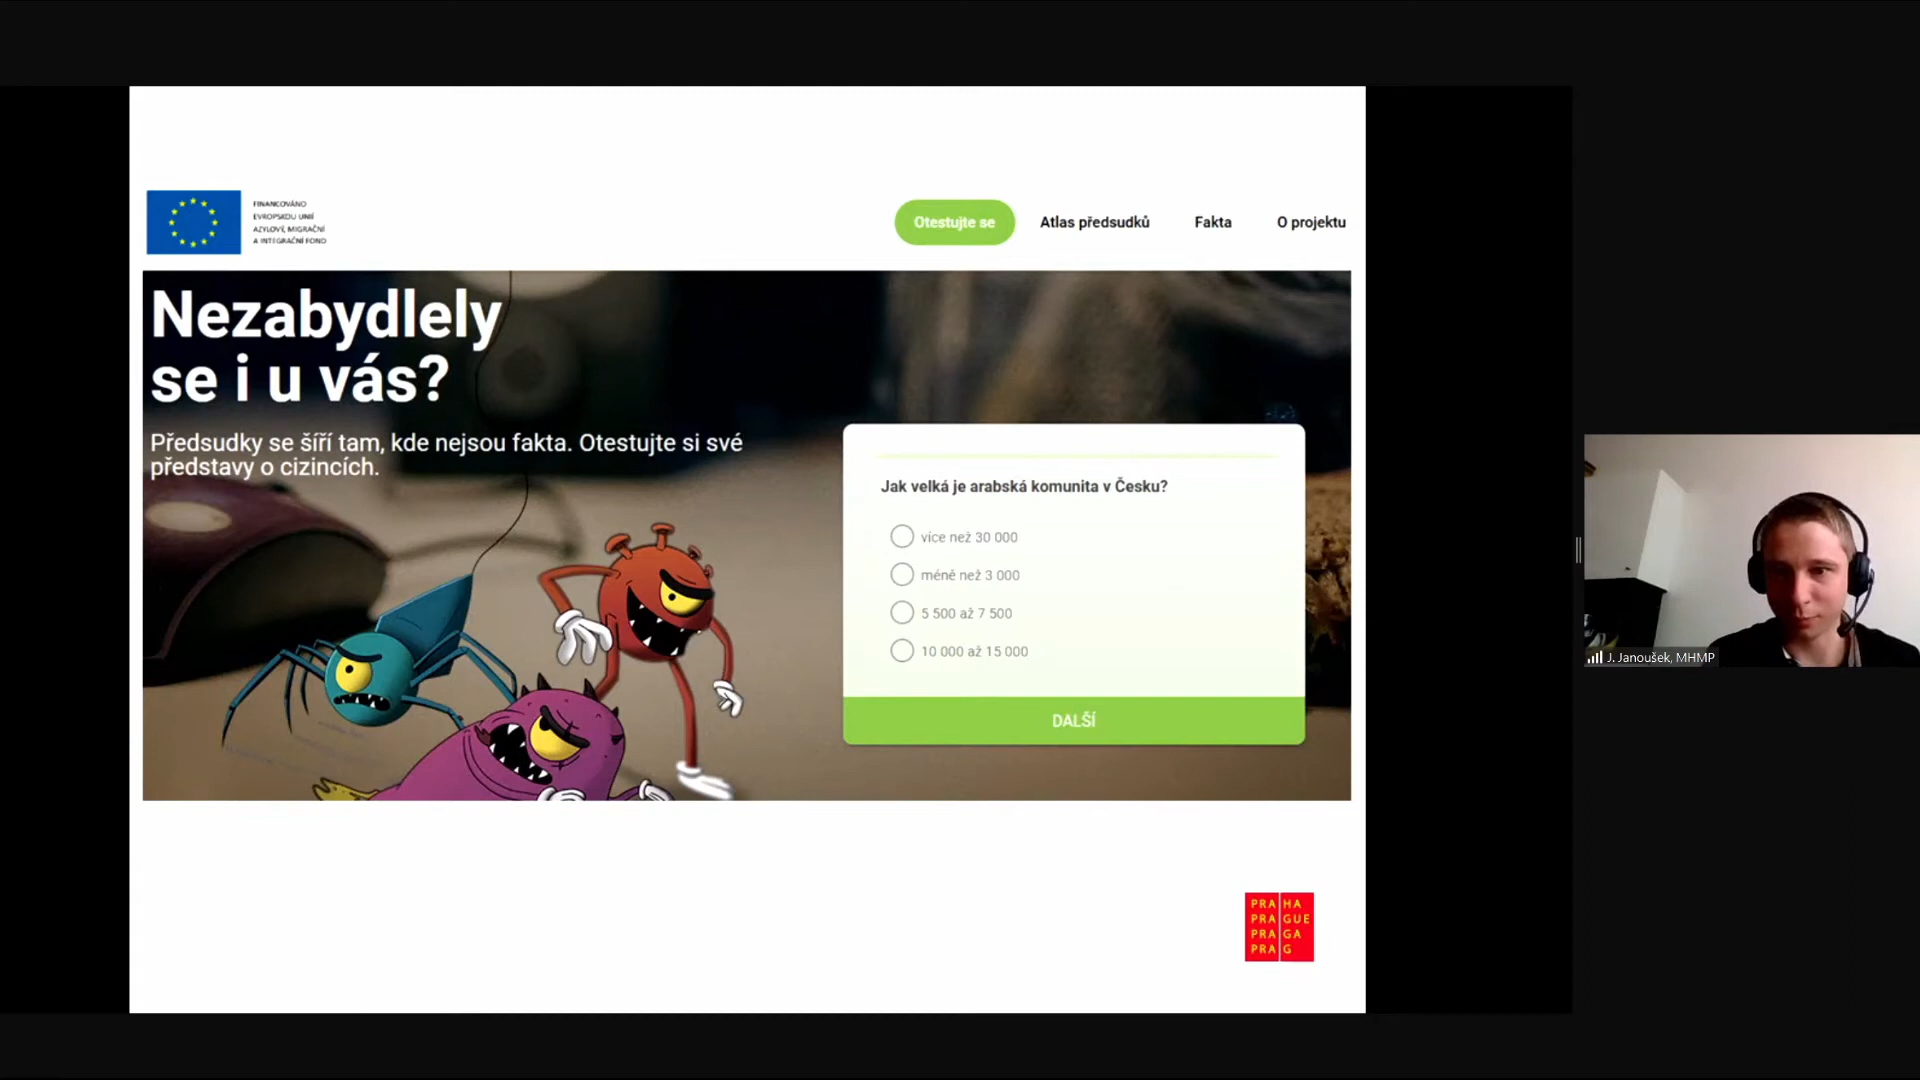 FINANCOVÁNO
EVROPSKOU UNIÍ
AZYLOVÝ, MIGRAČNÍ
A INTEGRAČNÍ FOND
Otestujte se
Atlas předsudků
Fakta
O projektu
Nezabydlely
se i u vás?
Předsudky se šíří tam, kde nejsou fakta. Otestujte si své
představy o cizincích.
Jak velká je arabská komunita v Česku?
více než 30 000
méně než 3 000
5 500 až 7 500
10 000 až 15 000
DALŠÍ
PRA HA
PRA GUE
PRA GA
PRA G
J. Janoušek, MHMP